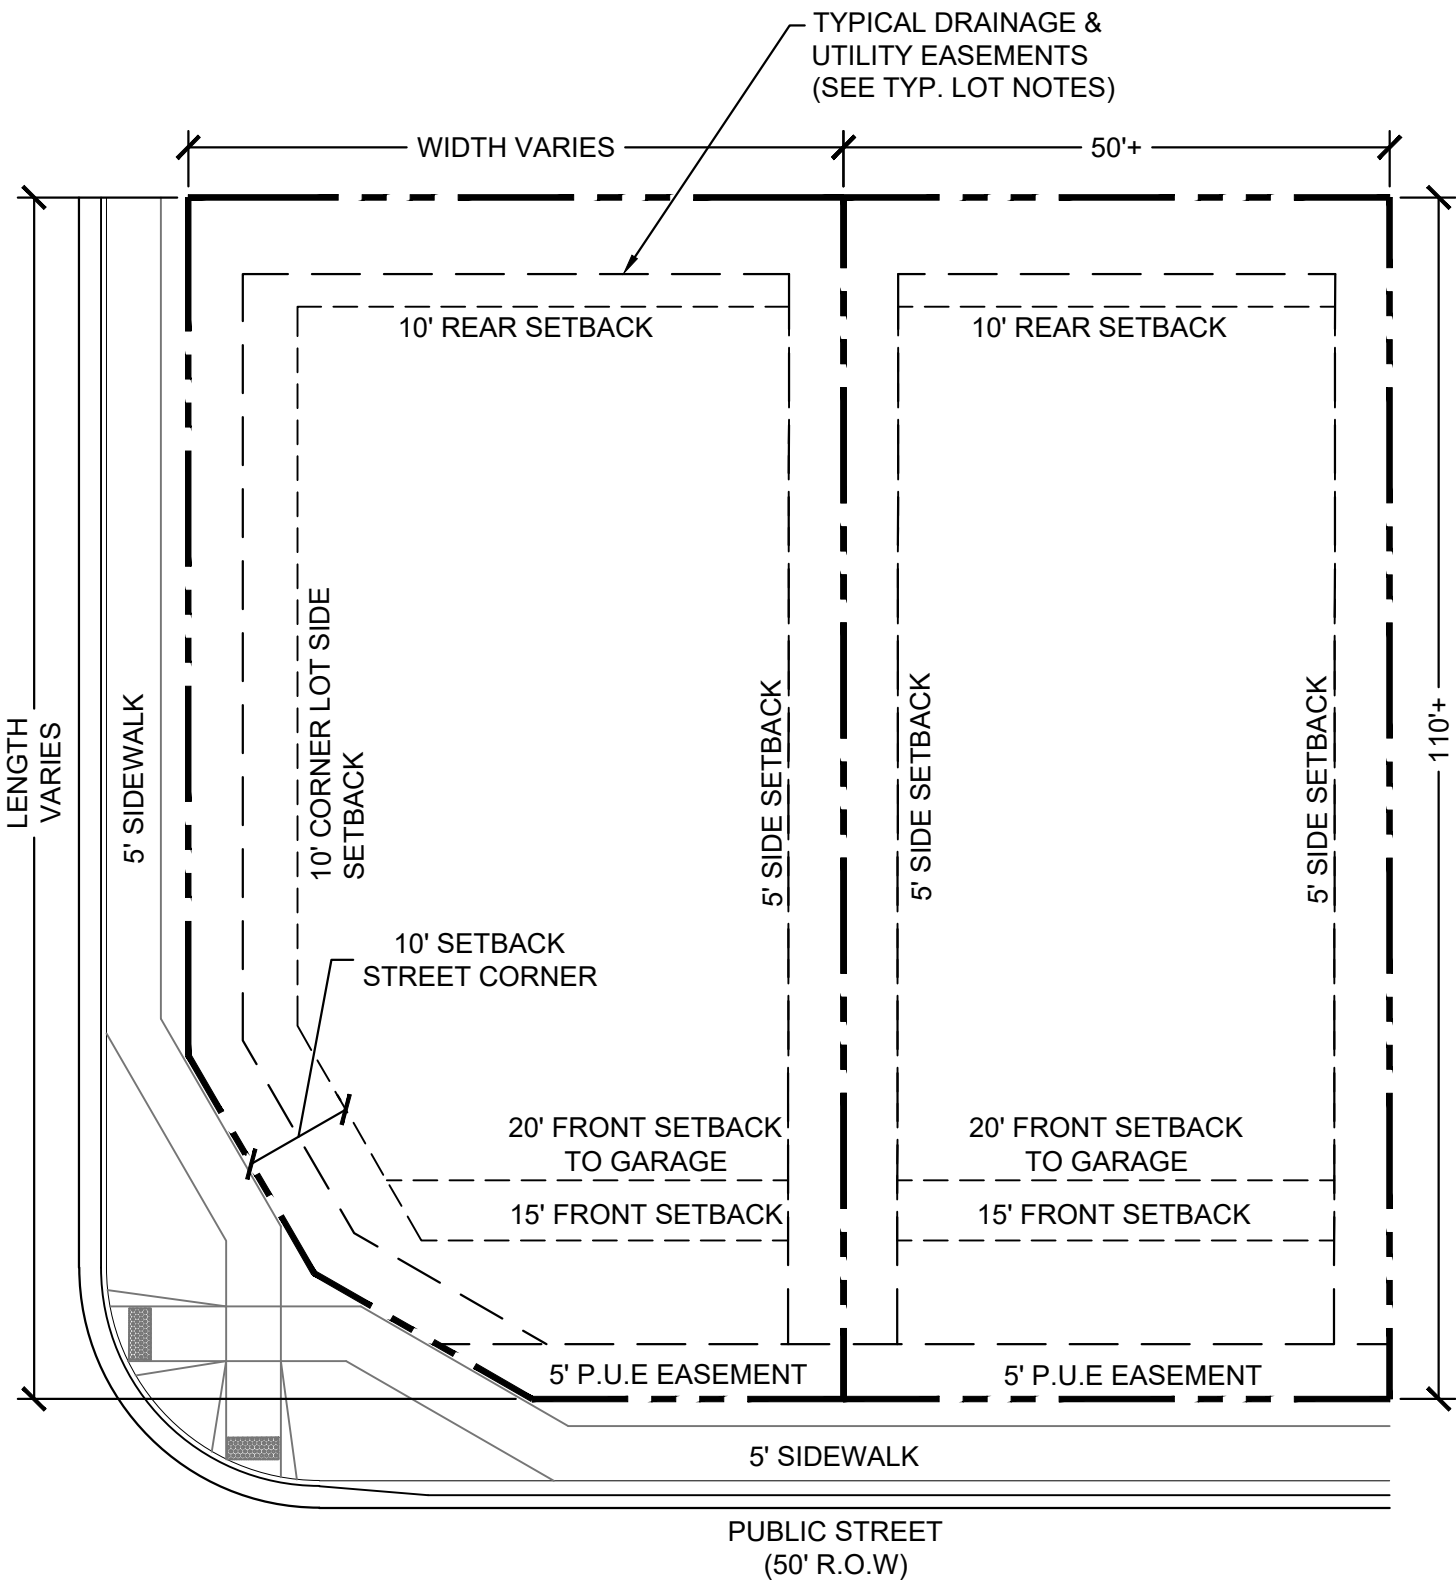 TYPICAL DRAINAGE &
UTILITY EASEMENTS
(SEE TYP. LOT NOTES)
WIDTH VARIES
50'+
10' REAR SETBACK
10' REAR SETBACK
LENGTH
VARIES
5' SIDEWALK
10' CORNER LOT SIDE
SETBACK
5' SIDE SETBACK
5' SIDE SETBACK
5' SIDE SETBACK
110'+
10' SETBACK
STREET CORNER
20' FRONT SETBACK
TO GARAGE
20' FRONT SETBACK
TO GARAGE
15' FRONT SETBACK
15' FRONT SETBACK
5' P.U.E EASEMENT
5' P.U.E EASEMENT
5' SIDEWALK
PUBLIC STREET
(50' R.O.W)